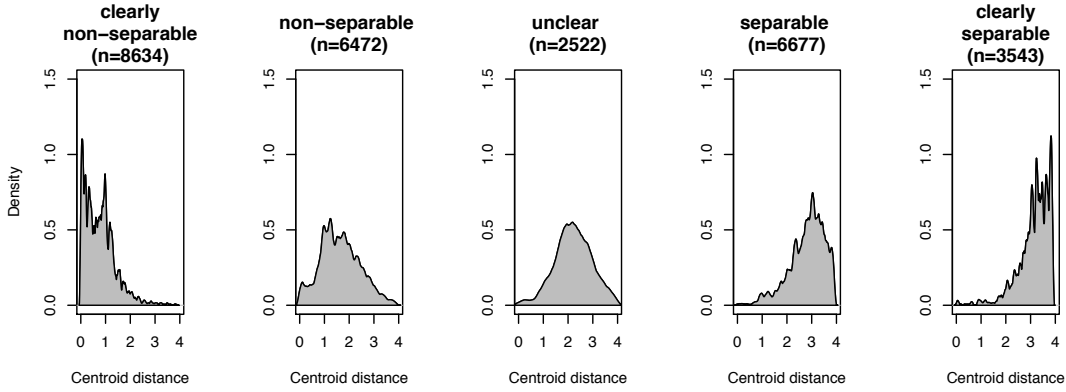 clearly
non−separable
(n=8634)
non−separable
(n=6472)
unclear
(n=2522)
separable
(n=6677)
clearly
separable
(n=3543)
Density
1.5
1.0
0.5
0.0
0 1 2 3 4
Centroid distance
1.5
1.0
0.5
0.0
0 1 2 3 4
Centroid distance
1.5
1.0
0.5
0.0
0 1 2 3 4
Centroid distance
1.5
1.0
0.5
0.0
0 1 2 3 4
Centroid distance
1.5
1.0
0.5
0.0
0 1 2 3 4
Centroid distance